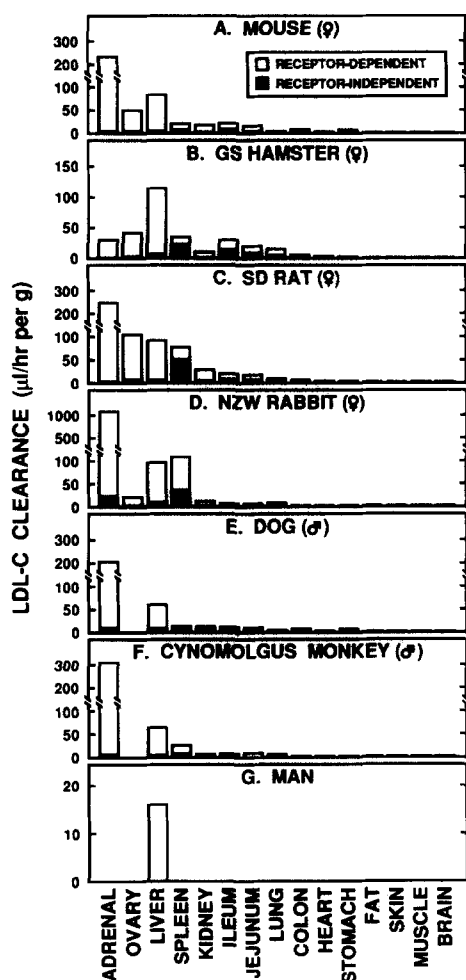 A. MOUSE (♀)
RECEPTOR-DEPENDENT
RECEPTOR-INDEPENDENT
300
200
100
50
0
B. GS HAMSTER (♀)
150
100
50
0
C. SD RAT (♀)
300
200
100
50
0
D. NZW RABBIT (♀)
1000
500
100
50
0
E. DOG (♂)
300
200
100
50
0
F. CYNOMOLGUS MONKEY (♂)
300
200
100
50
0
G. MAN
20
10
0
LDL-C CLEARANCE (µl/hr per g)
ADRENAL
OVARY
LIVER
SPLEEN
KIDNEY
ILEUM
JEJUNUM
LUNG
COLON
HEART
STOMACH
FAT
SKIN
MUSCLE
BRAIN